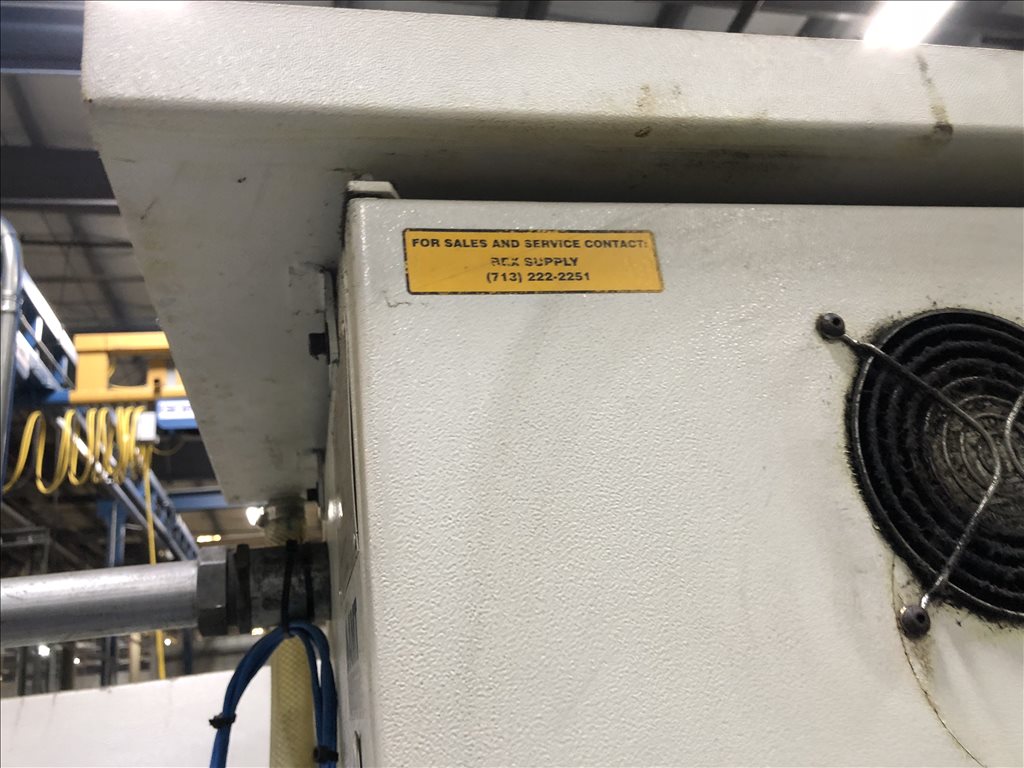 FOR SALES AND SERVICE CONTACT:
REX SUPPLY
(713) 222-2251